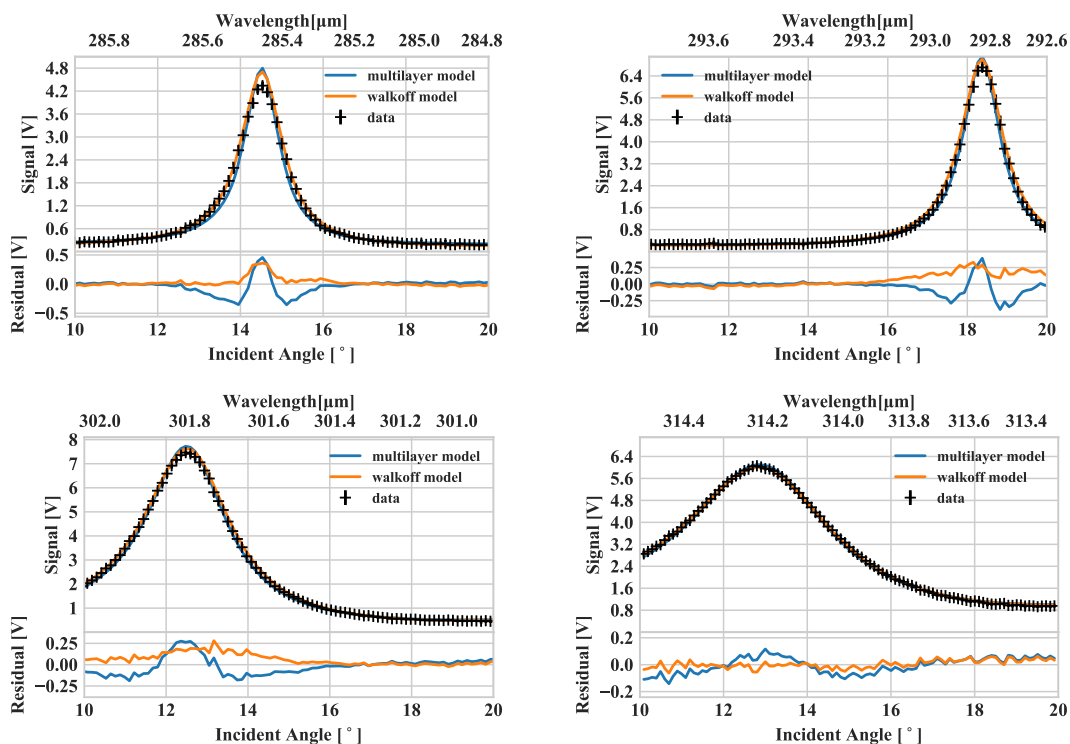 Wavelength[μm]
285.8 285.6 285.4 285.2 285.0 284.8
4.8
4.2
3.6
3.0
2.4
1.8
1.2
0.6
Signal [V]
multilayer model
walkoff model
data
0.5
0.0
−0.5
Residual [V]
10 12 14 16 18 20
Incident Angle [°]
Wavelength[μm]
293.6 293.4 293.2 293.0 292.8 292.6
6.4
5.6
4.8
4.0
3.2
2.4
1.6
0.8
Signal [V]
multilayer model
walkoff model
data
0.25
0.00
−0.25
Residual [V]
10 12 14 16 18 20
Incident Angle [°]
Wavelength[μm]
302.0 301.8 301.6 301.4 301.2 301.0
8
7
6
5
4
3
2
1
Signal [V]
multilayer model
walkoff model
data
0.25
0.00
−0.25
Residual [V]
10 12 14 16 18 20
Incident Angle [°]
Wavelength[μm]
314.4 314.2 314.0 313.8 313.6 313.4
6.4
5.6
4.8
4.0
3.2
2.4
1.6
0.8
Signal [V]
multilayer model
walkoff model
data
0.2
0.0
−0.2
Residual [V]
10 12 14 16 18 20
Incident Angle [°]